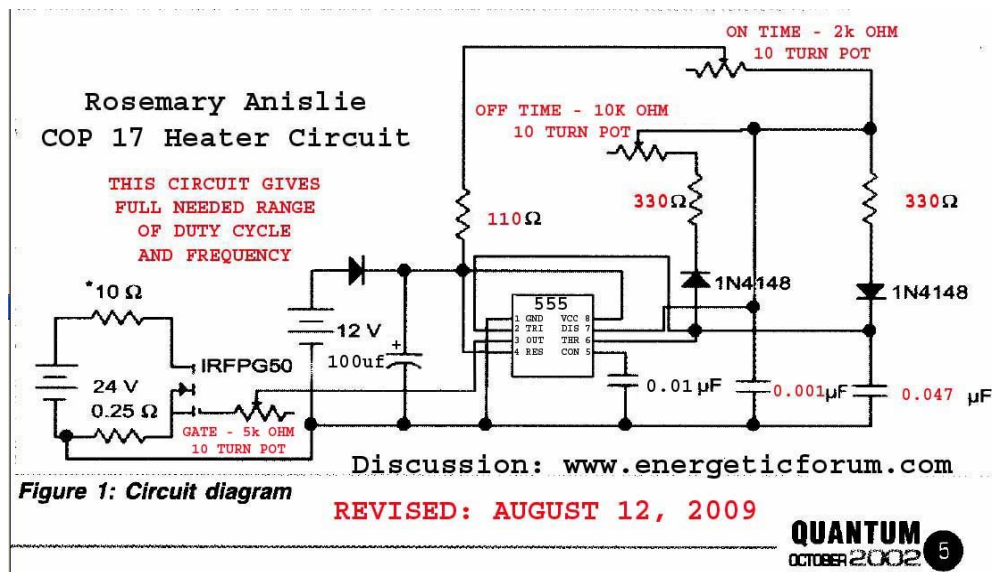 ON TIME - 2k OHM
10 TURN POT
Rosemary Anislie
COP 17 Heater Circuit
OFF TIME - 10K OHM
10 TURN POT
THIS CIRCUIT GIVES
FULL NEEDED RANGE
OF DUTY CYCLE
AND FREQUENCY
110Ω
330Ω
330Ω
*10 Ω
1N4148
1N4148
555
1 GND VCC 8
2 TRI DIS 7
3 OUT THR 6
4 RES CON 5
12 V
+
100uf
IRFPG50
24 V
0.25 Ω
0.01 µF
0.001µF
0.047 µF
GATE - 5k OHM
10 TURN POT
Discussion: www.energeticforum.com
Figure 1: Circuit diagram
REVISED: AUGUST 12, 2009
QUANTUM
OCTOBER 2002 5